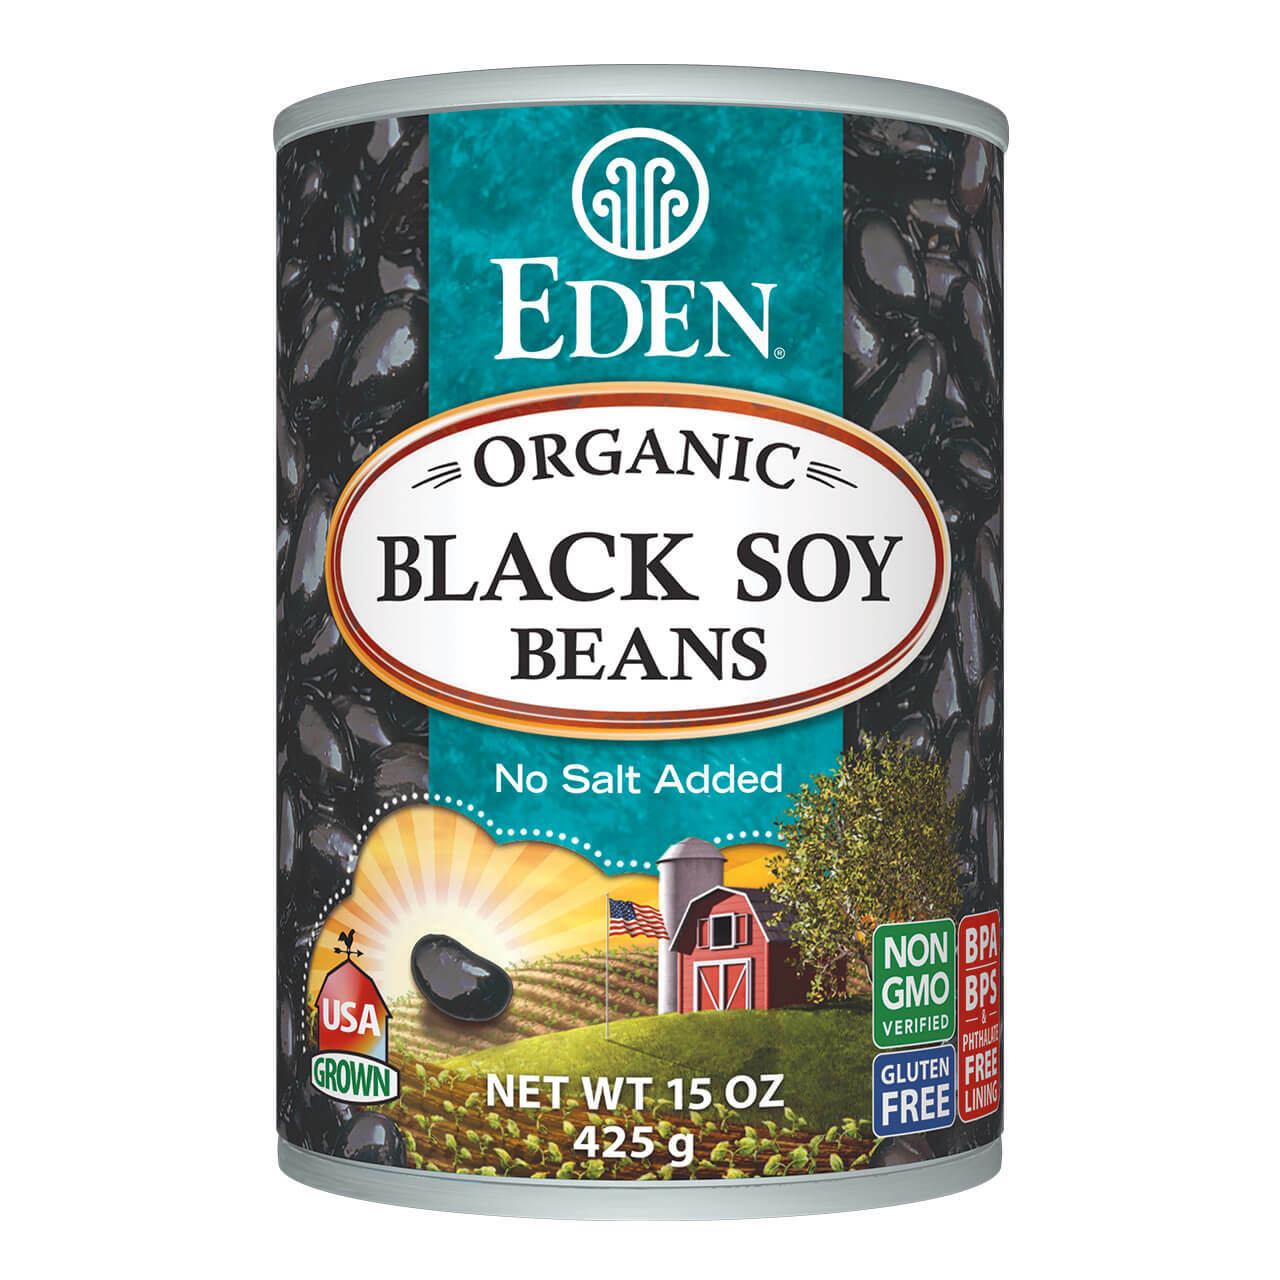 EDEN®
ORGANIC
BLACK SOY
BEANS
No Salt Added
USA
GROWN
NON
GMO
VERIFIED
GLUTEN
FREE
BPA
BPS
&
PHTHALATE
FREE
LINING
NET WT 15 OZ
425 g